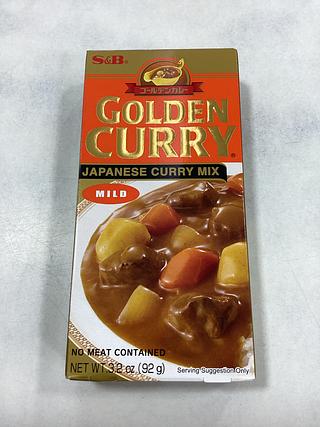 S&B®
ゴールデンカレー
GOLDEN
CURRY®
JAPANESE CURRY MIX
MILD
NO MEAT CONTAINED
NET WT. 3.2 oz. (92 g)
Serving Suggestion Only